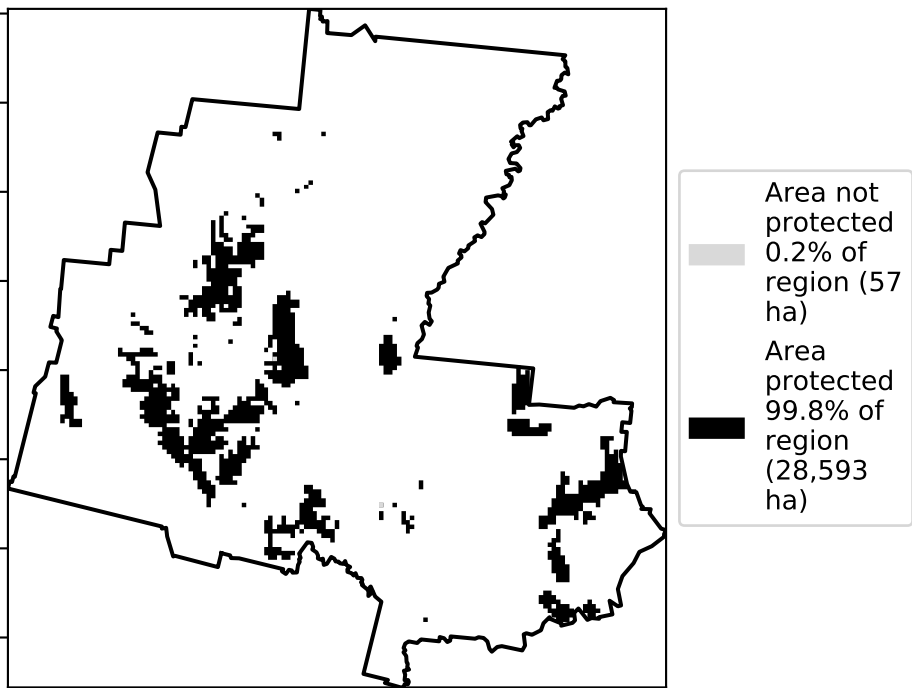 Area not
protected
0.2% of
region (57
ha)
Area
protected
99.8% of
region
(28,593
ha)